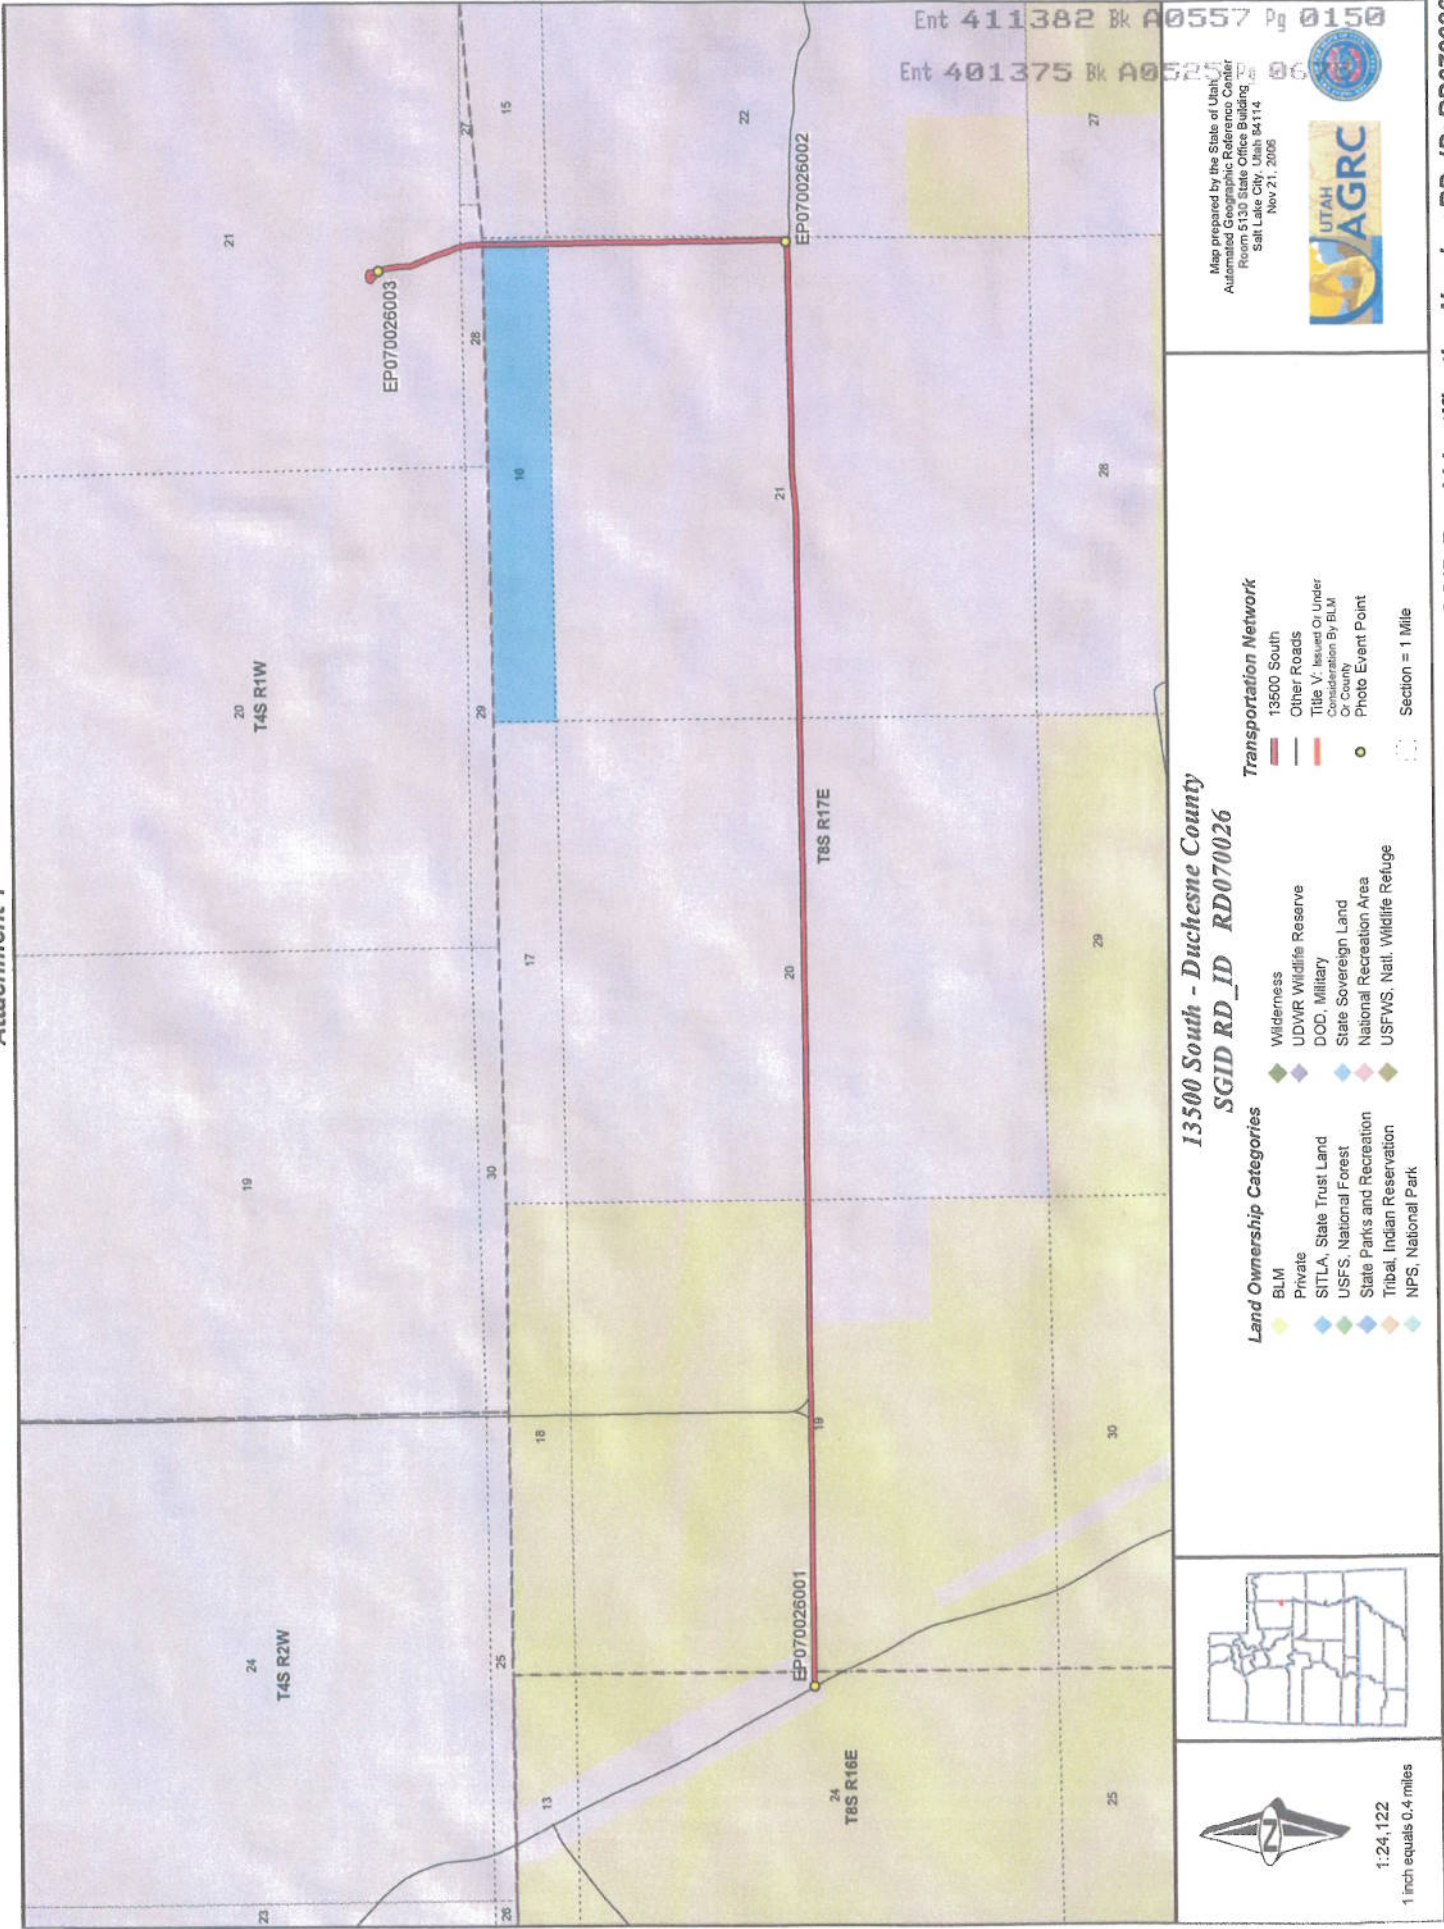 Ent 411382 Bk A0557 Pg 0150
Ent 401375 Bk A0525 Pg
Attachment
23
24
T4S R2W
19
20
T4S R1W
21
26
25
30
29
28
27
EP070026003
13
18
17
16
15
24
T8S R16E
EP070026001
19
20
T8S R17E
21
EP070026002
22
25
30
29
28
27
1:24,122
1 inch equals 0.4 miles
N
13500 South - Duchesne County
SGID RD_ID RD070026
Land Ownership Categories
BLM
Private
SITLA, State Trust Land
USFS, National Forest
State Parks and Recreation
Tribal, Indian Reservation
NPS, National Park
Wilderness
UDWR Wildlife Reserve
DOD, Military
State Sovereign Land
National Recreation Area
USFWS, Natl. Wildlife Refuge
Transportation Network
13500 South
Other Roads
Title V: Issued Or Under
Consideration By BLM
Or County
Photo Event Point
Section = 1 Mile
Map prepared by the State of Utah
Automated Geographic Reference Center
Room 5130 State Office Building
Salt Lake City, Utah 84114
Nov 21, 2006
UTAH
AGRC